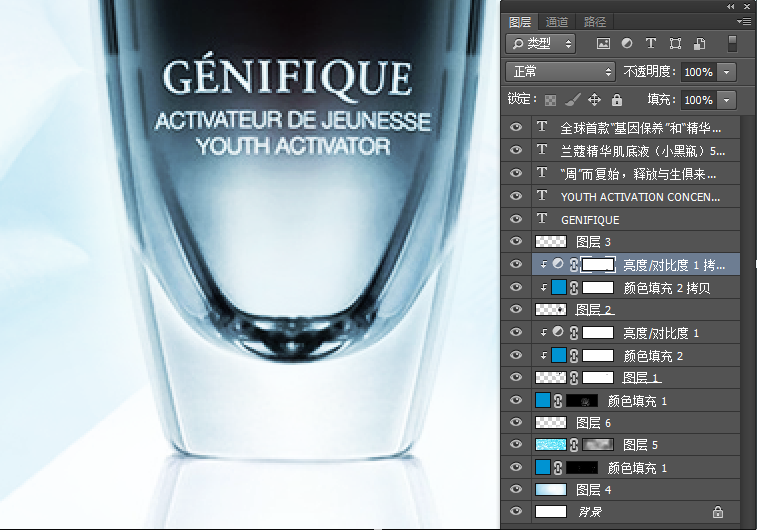 GÉNIFIQUE
ACTIVATEUR DE JEUNESSE
YOUTH ACTIVATOR
图层 通道 路径
类型
正常 不透明度: 100%
锁定: 填充: 100%
T 全球首款“基因保养”和“精华...
T 兰蔻精华肌底液（小黑瓶）5...
T “周”而复始，释放与生俱来...
T YOUTH ACTIVATION CONCEN...
T GENIFIQUE
图层 3
亮度/对比度 1 拷...
颜色填充 2 拷贝
图层 2
亮度/对比度 1
颜色填充 2
图层 1
颜色填充 1
图层 6
图层 5
颜色填充 1
图层 4
背景